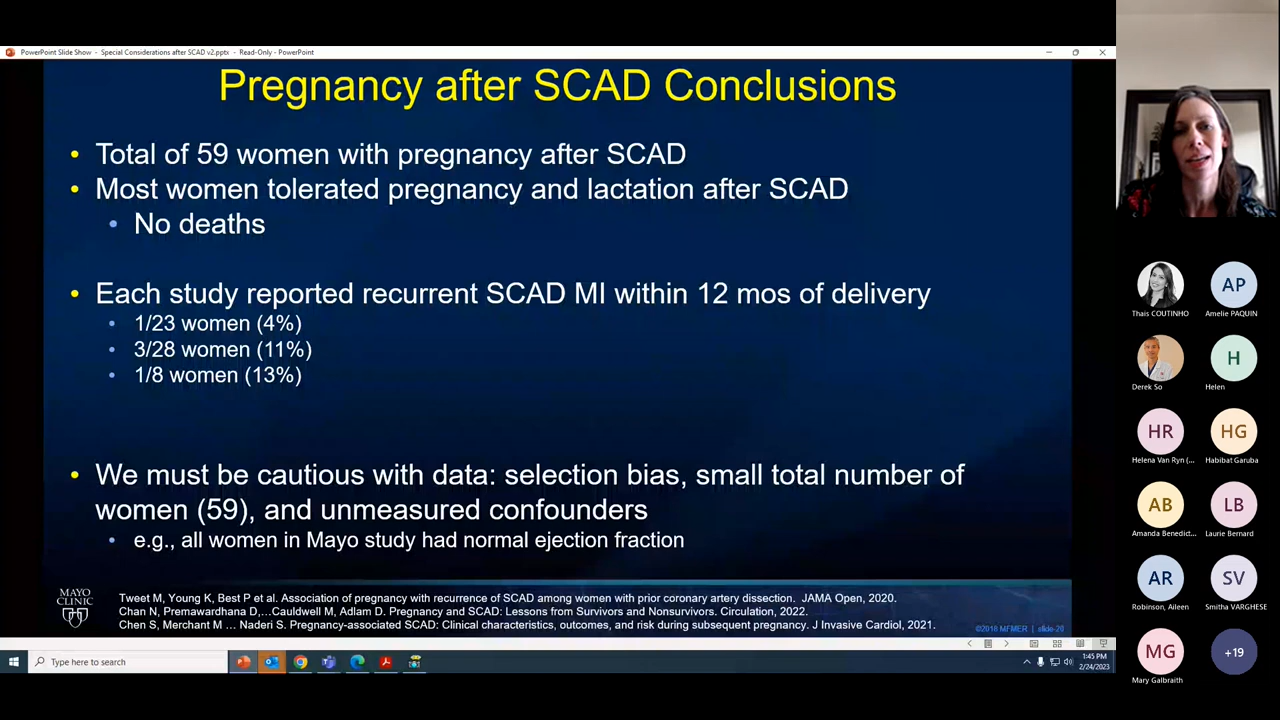 PowerPoint Slide Show - Special Considerations after SCAD v2.pptx - Read-Only - PowerPoint
Pregnancy after SCAD Conclusions
• Total of 59 women with pregnancy after SCAD
• Most women tolerated pregnancy and lactation after SCAD
• No deaths
• Each study reported recurrent SCAD MI within 12 mos of delivery
• 1/23 women (4%)
• 3/28 women (11%)
• 1/8 women (13%)
• We must be cautious with data: selection bias, small total number of
women (59), and unmeasured confounders
• e.g., all women in Mayo study had normal ejection fraction
MAYO
CLINIC
Tweet M, Young K, Best P et al. Association of pregnancy with recurrence of SCAD among women with prior coronary artery dissection. JAMA Open, 2020.
Chan N, Premawardhana D,…Cauldwell M, Adlam D. Pregnancy and SCAD: Lessons from Survivors and Nonsurvivors. Circulation, 2022.
Chen S, Merchant M … Naderi S. Pregnancy-associated SCAD: Clinical characteristics, outcomes, and risk during subsequent pregnancy. J Invasive Cardiol, 2021.
©2018 MFMER | slide-20
Type here to search
1:45 PM
2/24/2023
AP
Thais COUTINHO
Amelie PAQUIN
H
Derek So
Helen
HR
HG
Helena Van Ryn (...
Habibat Garuba
AB
LB
Amanda Benedict...
Laurie Bernard
AR
SV
Robinson, Aileen
Smitha VARGHESE
MG
+19
Mary Galbraith